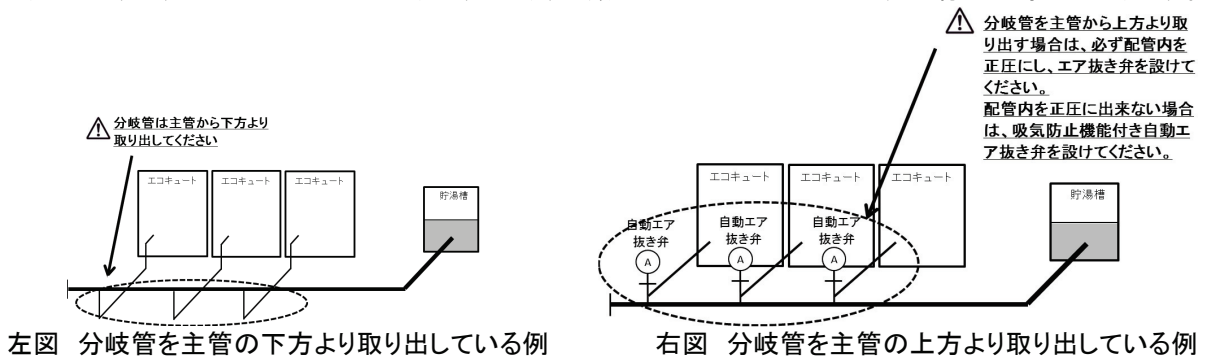 分岐管を主管から上方より取
り出す場合は、必ず配管内を
正圧にし、エア抜き弁を設けて
ください。
配管内を正圧に出来ない場合
は、吸気防止機能付き自動エ
ア抜き弁を設けてください。
分岐管は主管から下方より
取り出してください
エコキュート
エコキュート
エコキュート
貯湯槽
エコキュート
エコキュート
エコキュート
貯湯槽
自動エア
抜き弁
A
自動エア
抜き弁
A
自動エア
抜き弁
A
左図 分岐管を主管の下方より取り出している例
右図 分岐管を主管の上方より取り出している例